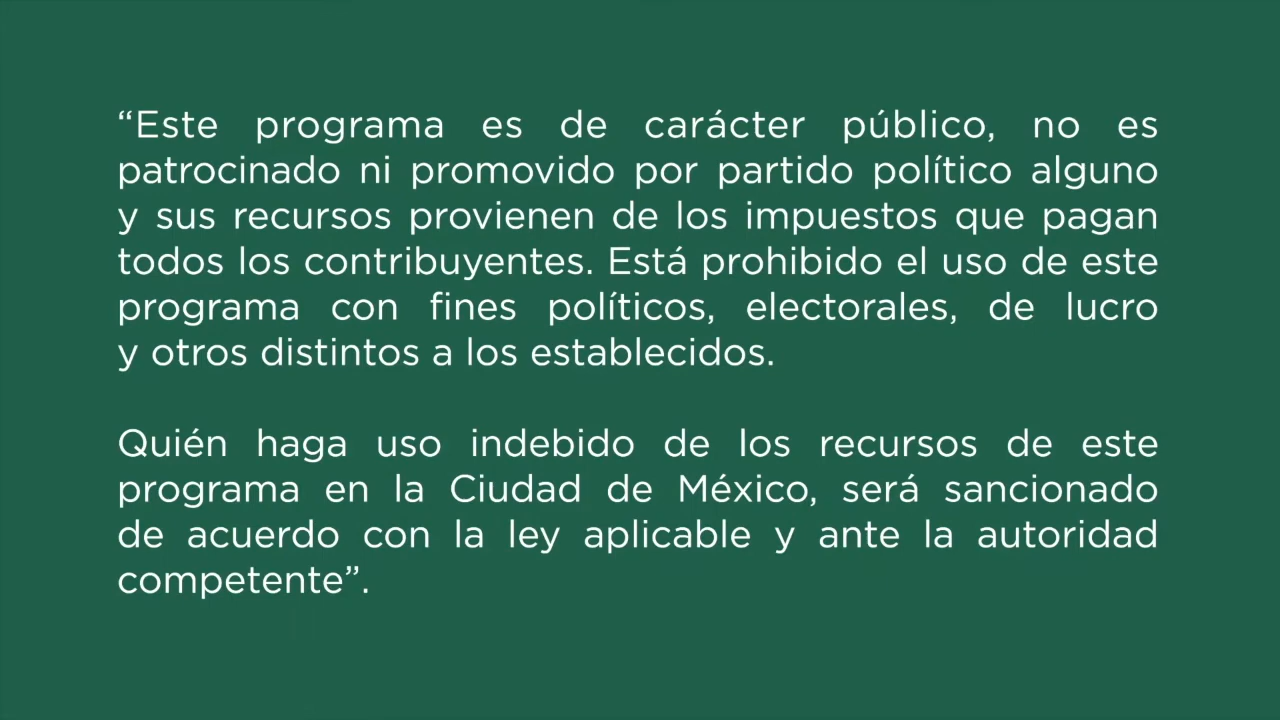 “Este programa es de carácter público, no es
patrocinado ni promovido por partido político alguno
y sus recursos provienen de los impuestos que pagan
todos los contribuyentes. Está prohibido el uso de este
programa con fines políticos, electorales, de lucro
y otros distintos a los establecidos.
Quién haga uso indebido de los recursos de este
programa en la Ciudad de México, será sancionado
de acuerdo con la ley aplicable y ante la autoridad
competente”.